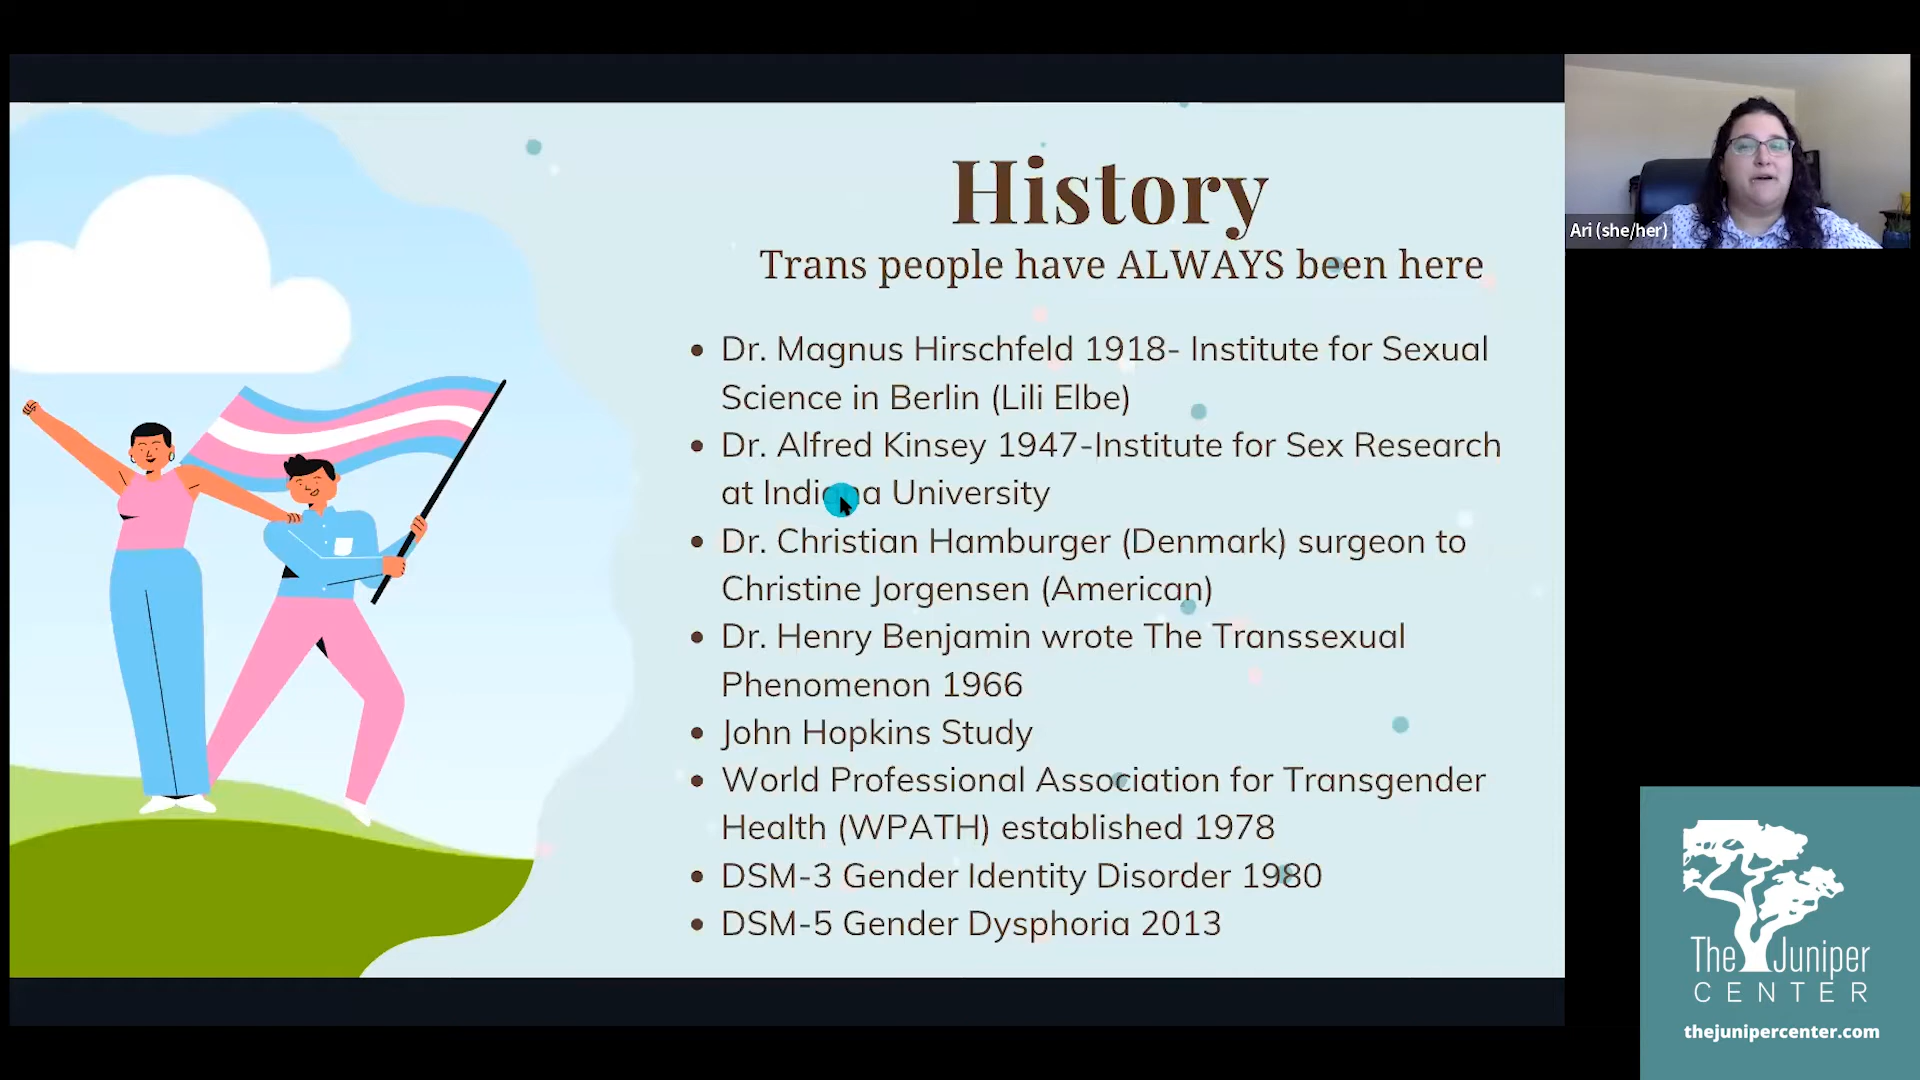 History
Trans people have ALWAYS been here
• Dr. Magnus Hirschfeld 1918- Institute for Sexual
Science in Berlin (Lili Elbe)
• Dr. Alfred Kinsey 1947-Institute for Sex Research
at Indiana University
• Dr. Christian Hamburger (Denmark) surgeon to
Christine Jorgensen (American)
• Dr. Henry Benjamin wrote The Transsexual
Phenomenon 1966
• John Hopkins Study
• World Professional Association for Transgender
Health (WPATH) established 1978
• DSM-3 Gender Identity Disorder 1980
• DSM-5 Gender Dysphoria 2013
Ari (she/her)
The Juniper
CENTER
thejunipercenter.com